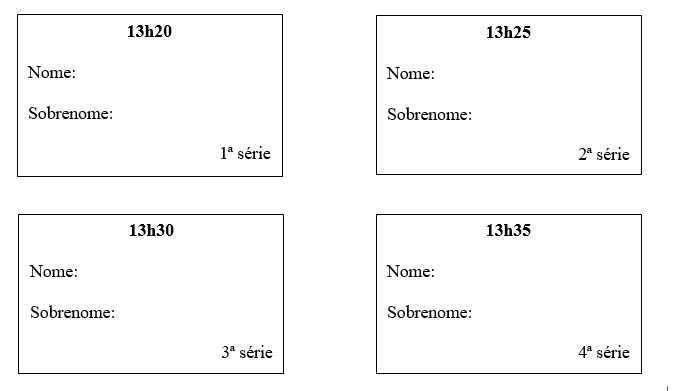 13h20
Nome:
Sobrenome:
1ª série
13h25
Nome:
Sobrenome:
2ª série
13h30
Nome:
Sobrenome:
3ª série
13h35
Nome:
Sobrenome:
4ª série